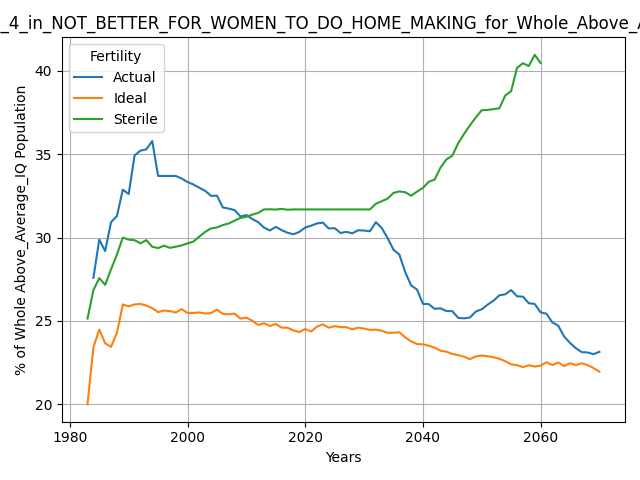 _4_in_NOT_BETTER_FOR_WOMEN_TO_DO_HOME_MAKING_for_Whole_Above_A
Fertility
Actual
Ideal
Sterile
% of Whole Above_Average_IQ Population
40
35
30
25
20
1980
2000
2020
2040
2060
Years